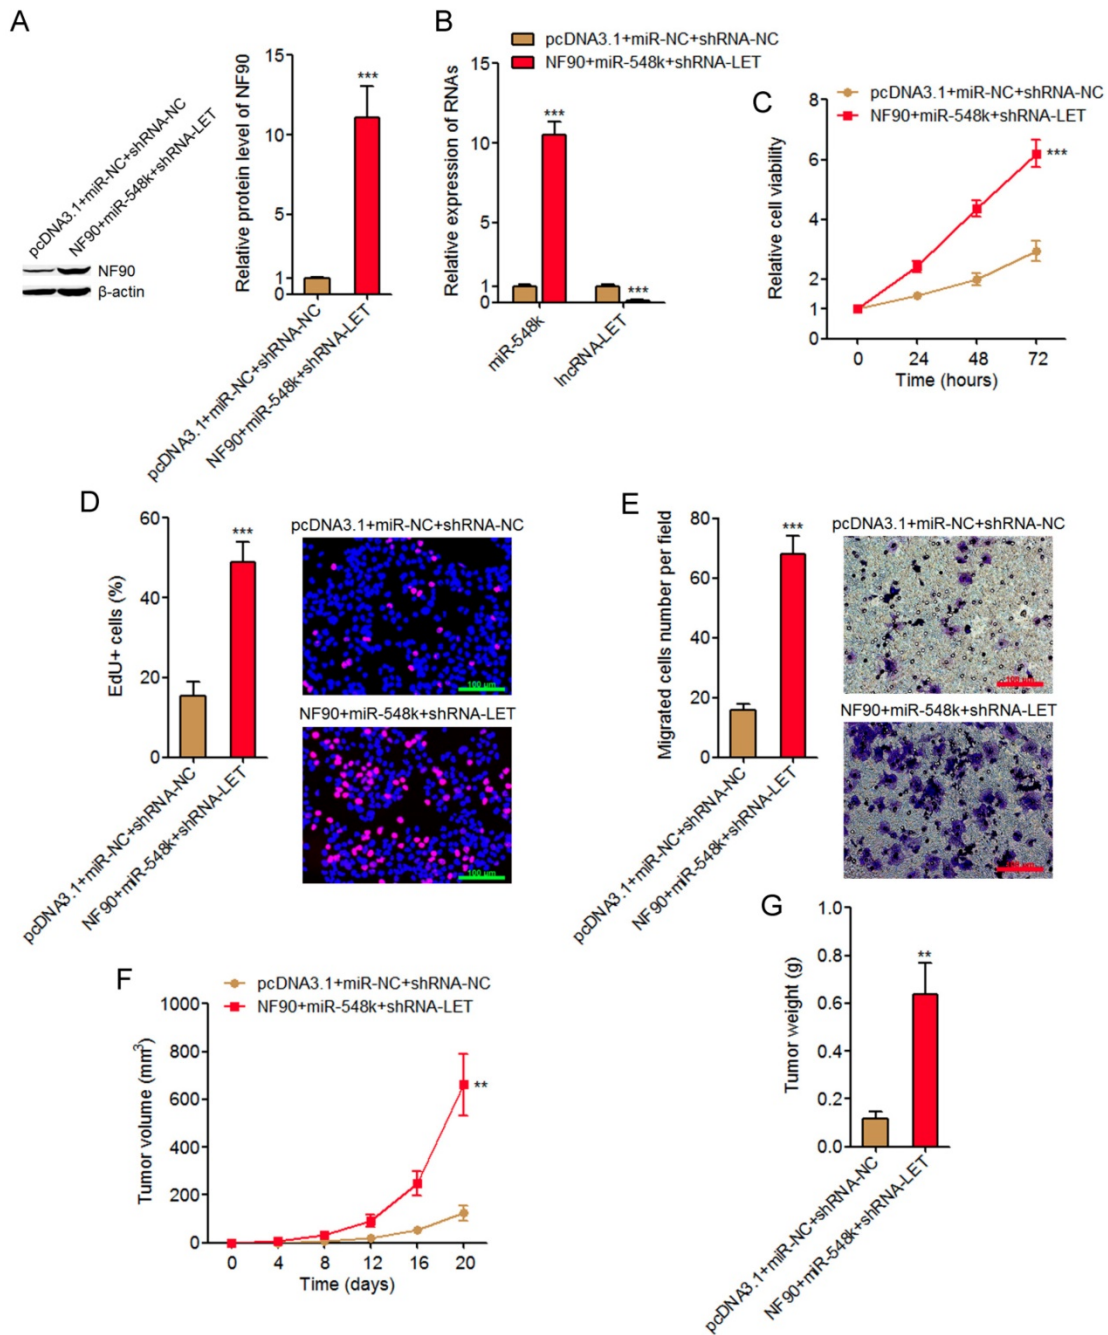 A
pcDNA3.1+miR-NC+shRNA-NC
NF90+miR-548k+shRNA-LET
NF90
β-actin
Relative protein level of NF90
15
10
5
1
0
***
pcDNA3.1+miR-NC+shRNA-NC
NF90+miR-548k+shRNA-LET
B
pcDNA3.1+miR-NC+shRNA-NC
NF90+miR-548k+shRNA-LET
Relative expression of RNAs
15
10
5
1
0
***
***
miR-548k
lncRNA-LET
C
pcDNA3.1+miR-NC+shRNA-NC
NF90+miR-548k+shRNA-LET
Relative cell viability
8
6
4
2
1
0
***
0 24 48 72
Time (hours)
D
EdU+ cells (%)
60
40
20
0
***
pcDNA3.1+miR-NC+shRNA-NC
NF90+miR-548k+shRNA-LET
pcDNA3.1+miR-NC+shRNA-NC
100 μm
NF90+miR-548k+shRNA-LET
100 μm
E
Migrated cells number per field
80
60
40
20
0
***
pcDNA3.1+miR-NC+shRNA-NC
NF90+miR-548k+shRNA-LET
pcDNA3.1+miR-NC+shRNA-NC
100 μm
NF90+miR-548k+shRNA-LET
100 μm
F
pcDNA3.1+miR-NC+shRNA-NC
NF90+miR-548k+shRNA-LET
Tumor volume (mm³)
1000
800
600
400
200
0
**
0 4 8 12 16 20
Time (days)
G
Tumor weight (g)
1.0
0.8
0.6
0.4
0.2
0.0
**
pcDNA3.1+miR-NC+shRNA-NC
NF90+miR-548k+shRNA-LET